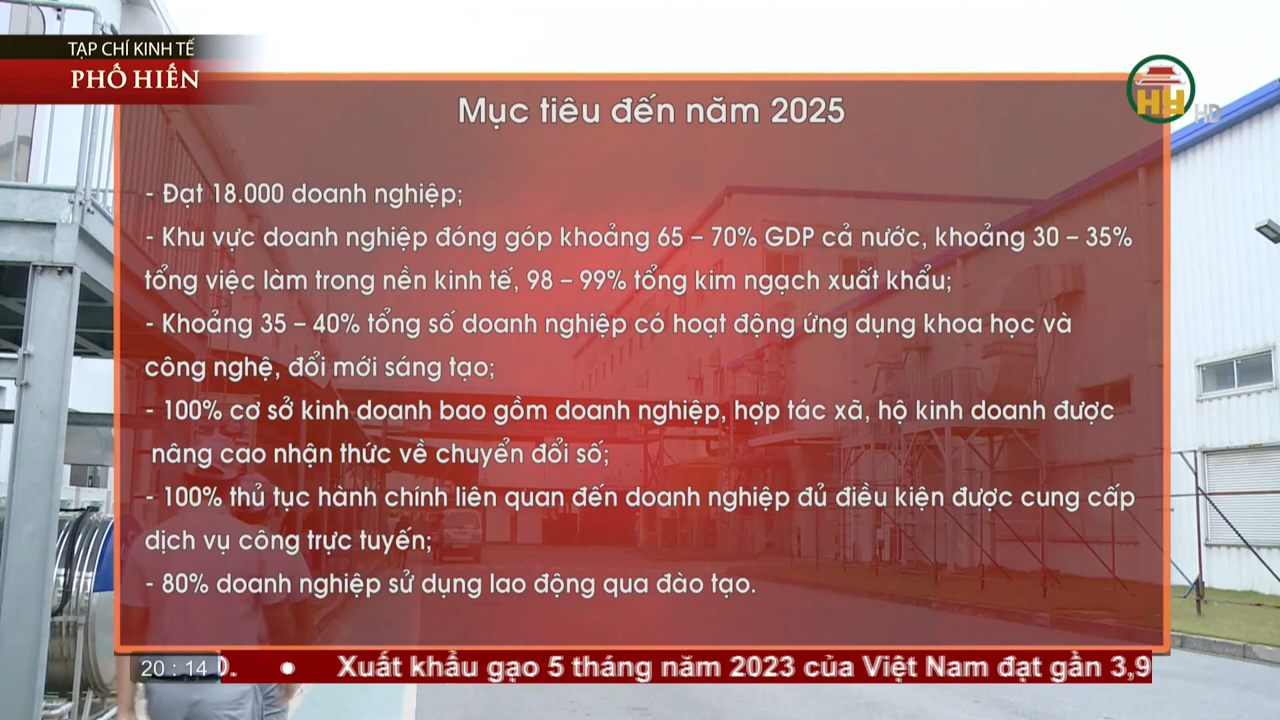 TẠP CHÍ KINH TẾ
PHỐ HIẾN
HD
Mục tiêu đến năm 2025
- Đạt 18.000 doanh nghiệp;
- Khu vực doanh nghiệp đóng góp khoảng 65 – 70% GDP cả nước, khoảng 30 – 35%
tổng việc làm trong nền kinh tế, 98 – 99% tổng kim ngạch xuất khẩu;
- Khoảng 35 – 40% tổng số doanh nghiệp có hoạt động ứng dụng khoa học và
công nghệ, đổi mới sáng tạo;
- 100% cơ sở kinh doanh bao gồm doanh nghiệp, hợp tác xã, hộ kinh doanh được
nâng cao nhận thức về chuyển đổi số;
- 100% thủ tục hành chính liên quan đến doanh nghiệp đủ điều kiện được cung cấp
dịch vụ công trực tuyến;
- 80% doanh nghiệp sử dụng lao động qua đào tạo.
20 : 14 0. • Xuất khẩu gạo 5 tháng năm 2023 của Việt Nam đạt gần 3,9